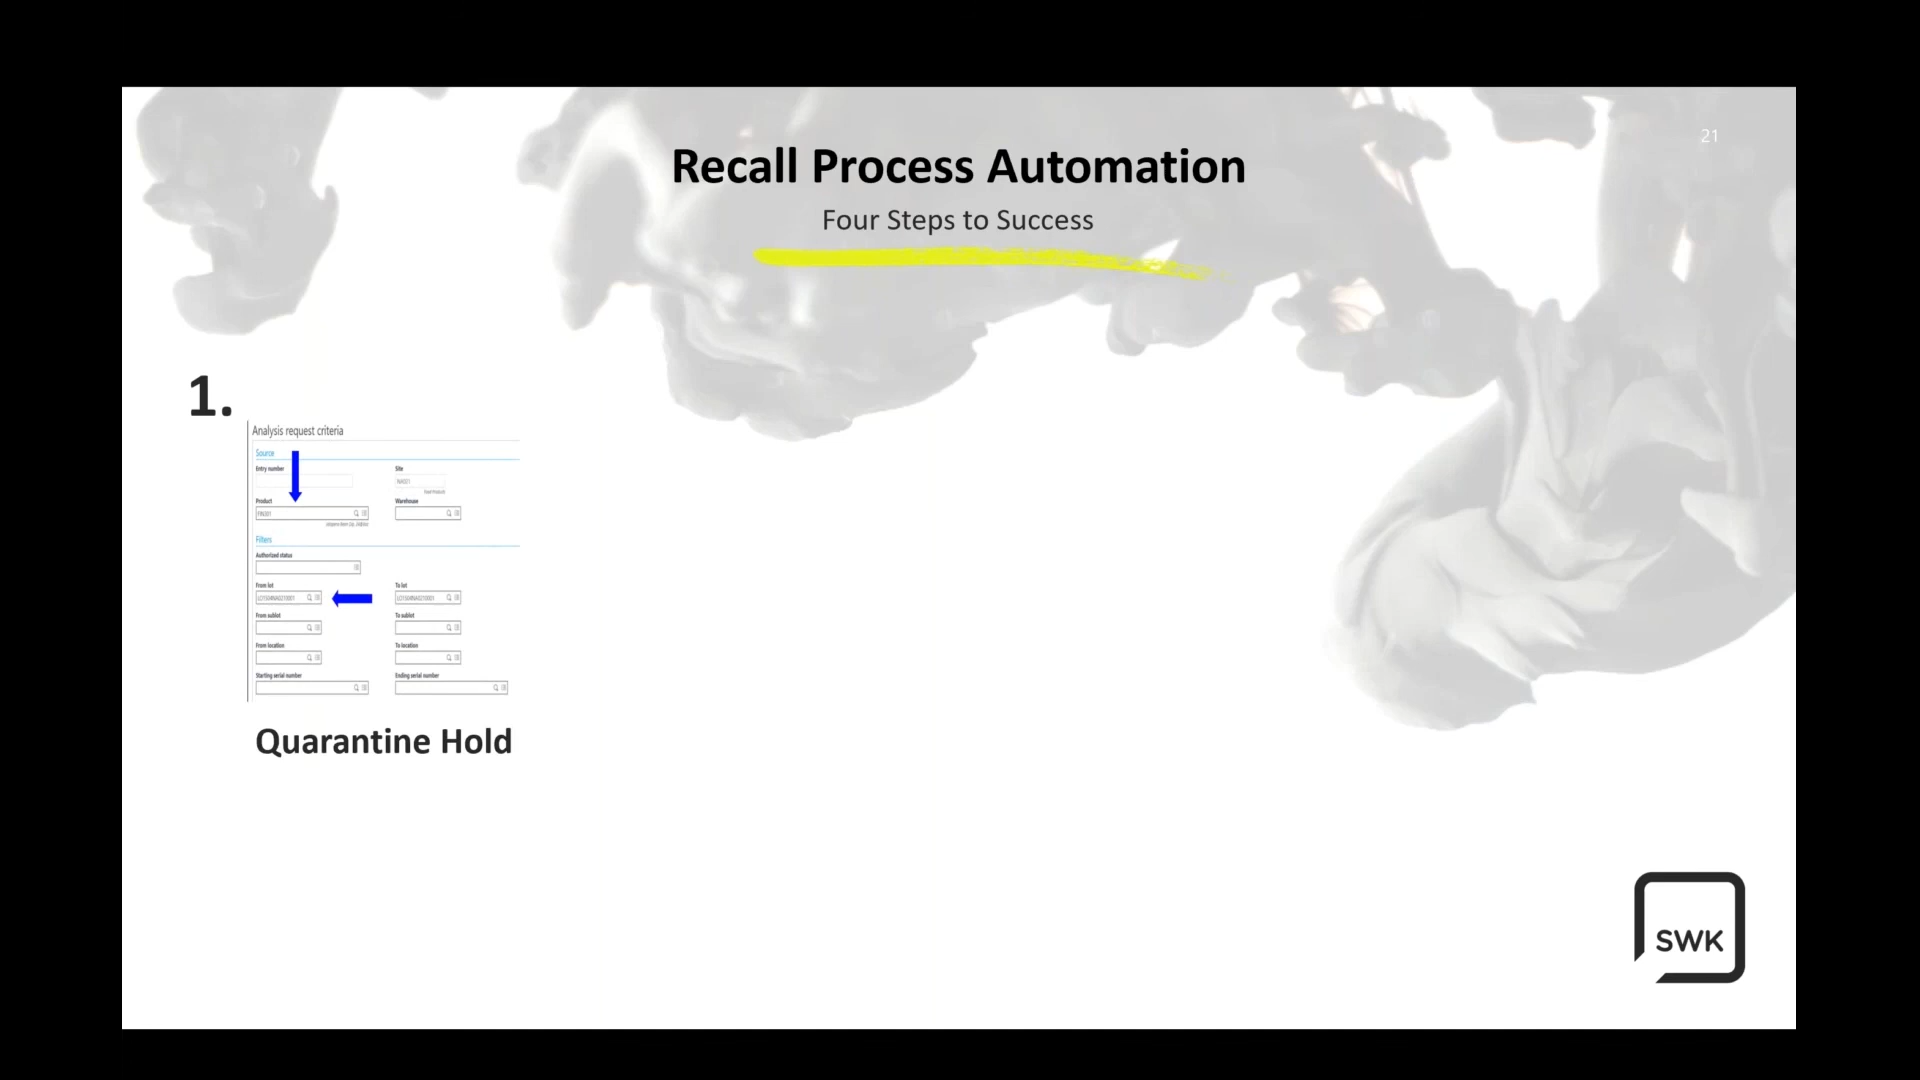 21
Recall Process Automation
Four Steps to Success
1.
Analysis request criteria
Source
Entry number
Site
Product
Warehouse
Filters
Authorized status
From lot
To lot
From sublot
To sublot
From location
To location
Starting serial number
Ending serial number
Quarantine Hold
SWK